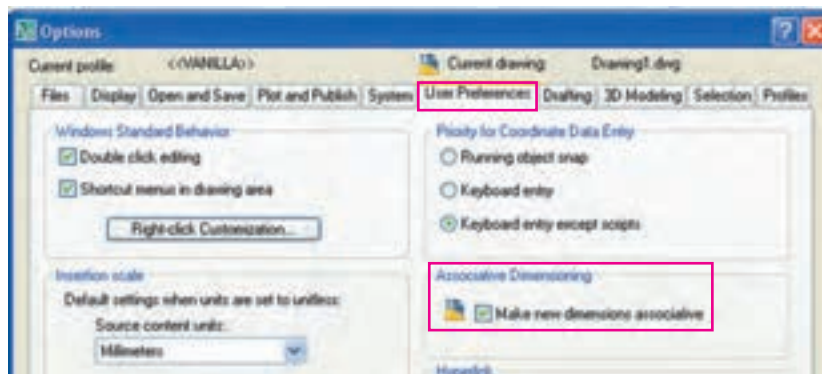 Options
Current profile: <<VANILLA>> Current drawing: Drawing1.dwg
Files Display Open and Save Plot and Publish System User Preferences Drafting 3D Modeling Selection Profiles
Windows Standard Behavior
Double click editing
Shortcut menus in drawing area
Right-click Customization...
Insertion scale
Default settings when units are set to unitless:
Source content units:
Millimeters
Priority for Coordinate Data Entry
Running object snap
Keyboard entry
Keyboard entry except scripts
Associative Dimensioning
Make new dimensions associative
Hyperlink